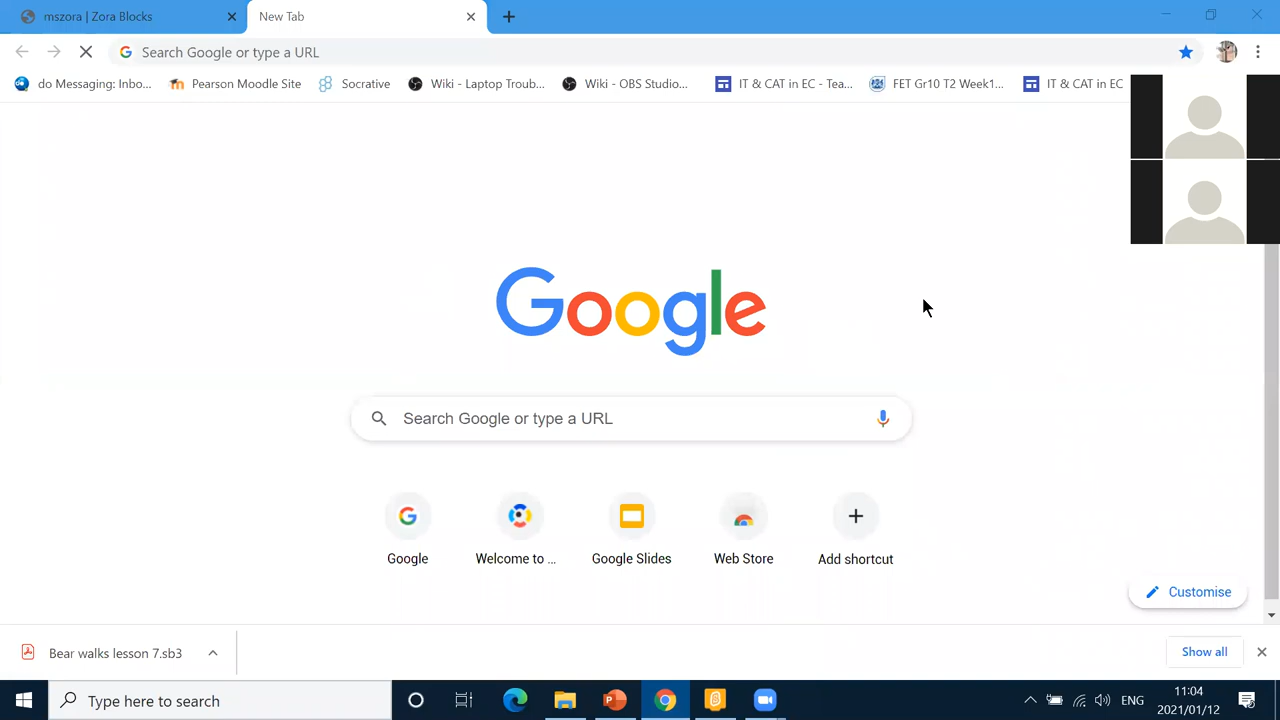 mszora | Zora Blocks
New Tab
Search Google or type a URL
do Messaging: Inbo...
Pearson Moodle Site
Socrative
Wiki - Laptop Troub...
Wiki - OBS Studio...
IT & CAT in EC - Tea...
FET Gr10 T2 Week1...
IT & CAT in EC
Google
Search Google or type a URL
Google
Welcome to ...
Google Slides
Web Store
Add shortcut
Customise
Bear walks lesson 7.sb3
Show all
Type here to search
ENG
11:04
2021/01/12